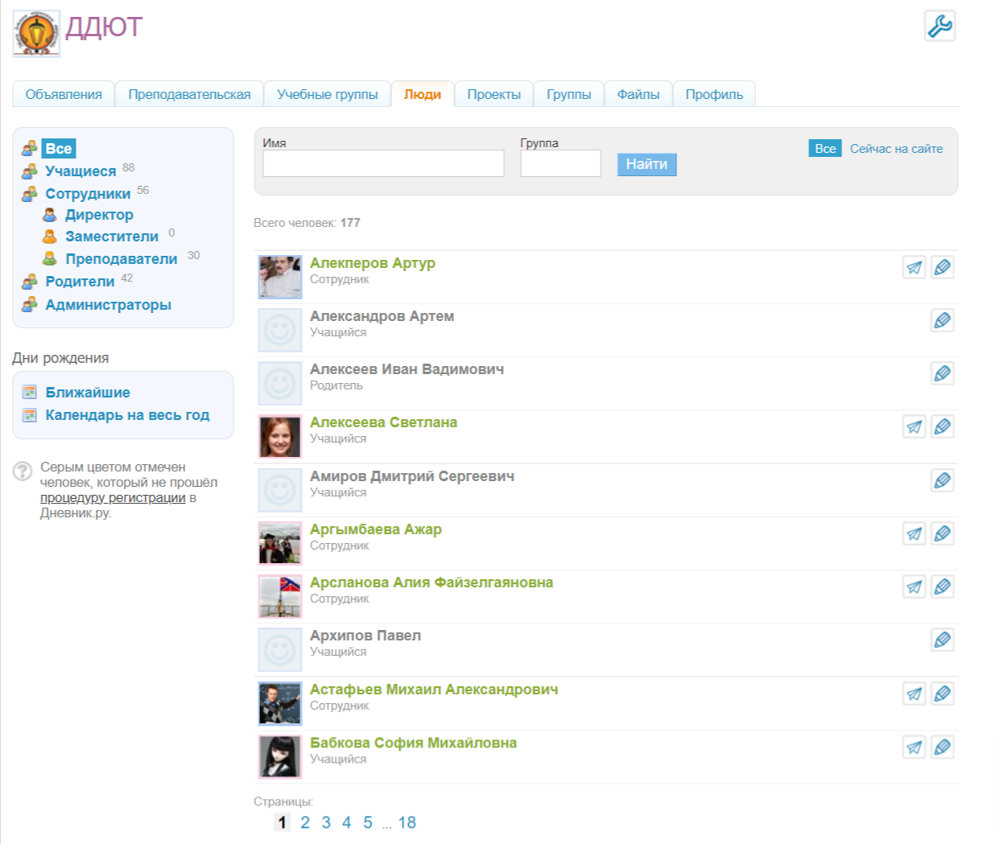 ДДЮТ
Объявления
Преподавательская
Учебные группы
Люди
Проекты
Группы
Файлы
Профиль
Все
Учащиеся 88
Сотрудники 56
Директор
Заместители 0
Преподаватели 30
Родители 42
Администраторы
Дни рождения
Ближайшие
Календарь на весь год
Серым цветом отмечен
человек, который не прошёл
процедуру регистрации в
Дневник.ру.
Имя
Группа
Найти
Все
Сейчас на сайте
Всего человек: 177
Алекперов Артур
Сотрудник
Александров Артем
Учащийся
Алексеев Иван Вадимович
Родитель
Алексеева Светлана
Учащийся
Амиров Дмитрий Сергеевич
Учащийся
Аргымбаева Ажар
Сотрудник
Арсланова Алия Файзелгаяновна
Сотрудник
Архипов Павел
Учащийся
Астафьев Михаил Александрович
Сотрудник
Бабкова София Михайловна
Учащийся
Страницы:
1 2 3 4 5 ... 18